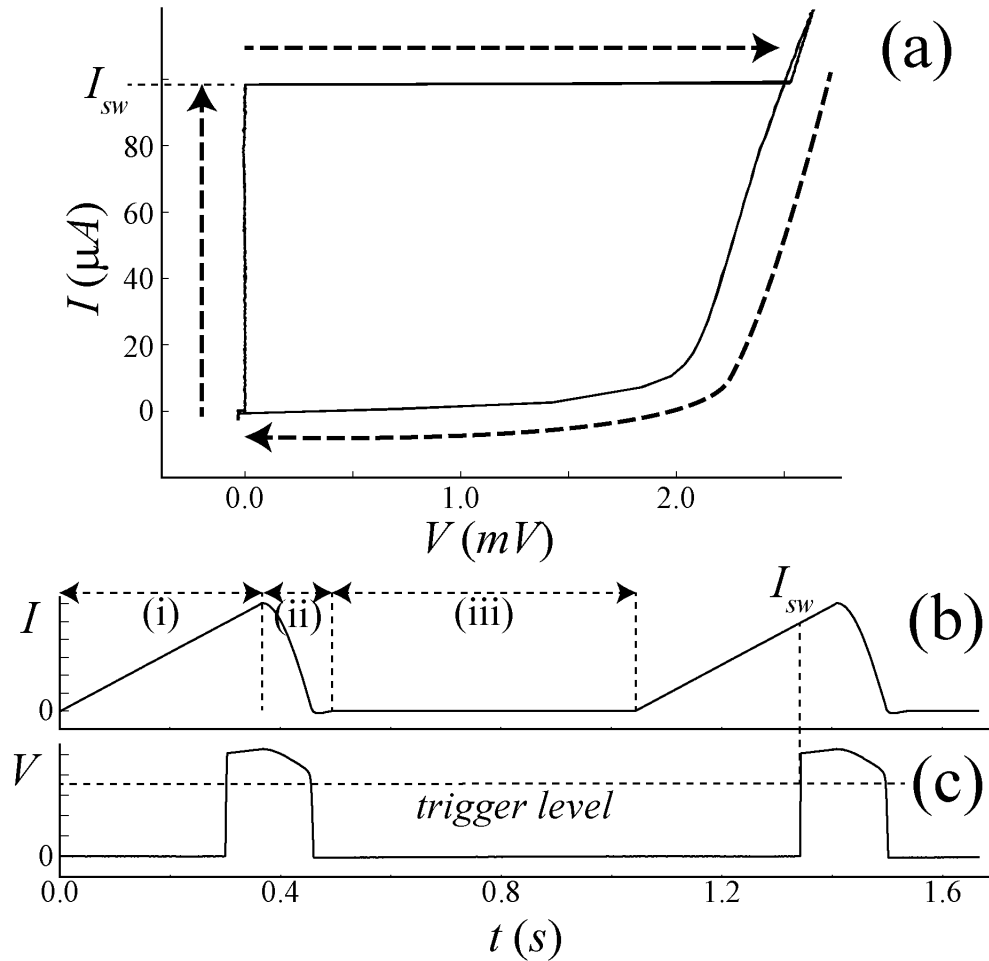 (a)
I_sw
80
60
40
20
0
I (μA)
0.0 1.0 2.0
V (mV)
(i) (ii) (iii)
I_sw
I
(b)
0
V
trigger level
(c)
0
0.0 0.4 0.8 1.2 1.6
t (s)